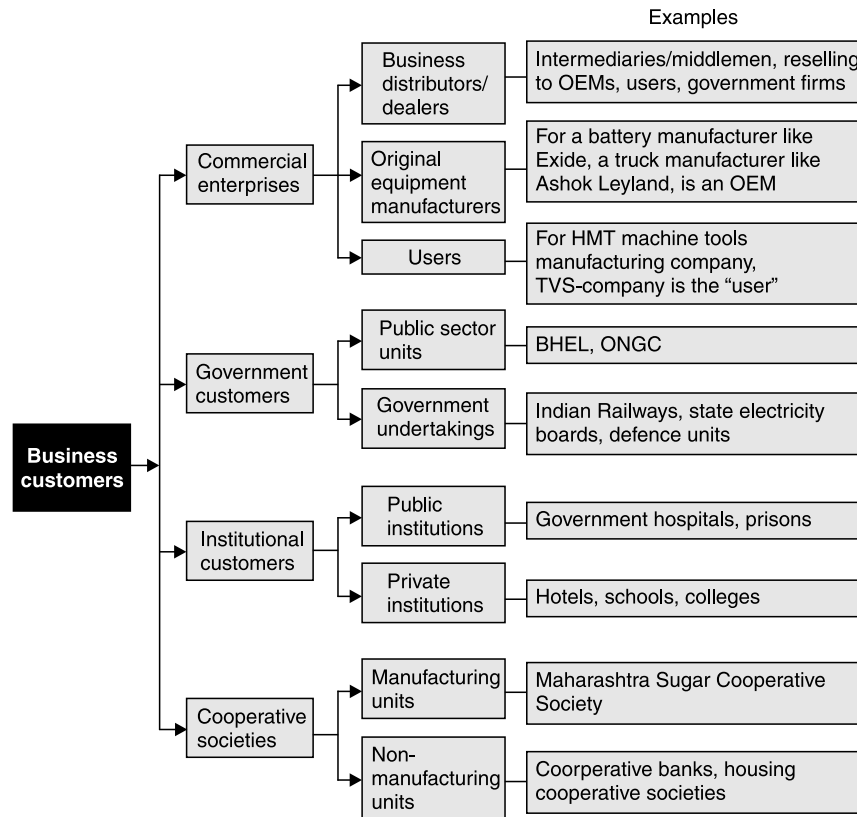 Examples
Business
distributors/
dealers
Intermediaries/middlemen, reselling
to OEMs, users, government firms
Commercial
enterprises
Original
equipment
manufacturers
For a battery manufacturer like
Exide, a truck manufacturer like
Ashok Leyland, is an OEM
Users
For HMT machine tools
manufacturing company,
TVS-company is the “user”
Government
customers
Public sector
units
BHEL, ONGC
Government
undertakings
Indian Railways, state electricity
boards, defence units
Business
customers
Institutional
customers
Public
institutions
Government hospitals, prisons
Private
institutions
Hotels, schools, colleges
Cooperative
societies
Manufacturing
units
Maharashtra Sugar Cooperative
Society
Non-
manufacturing
units
Coorperative banks, housing
cooperative societies